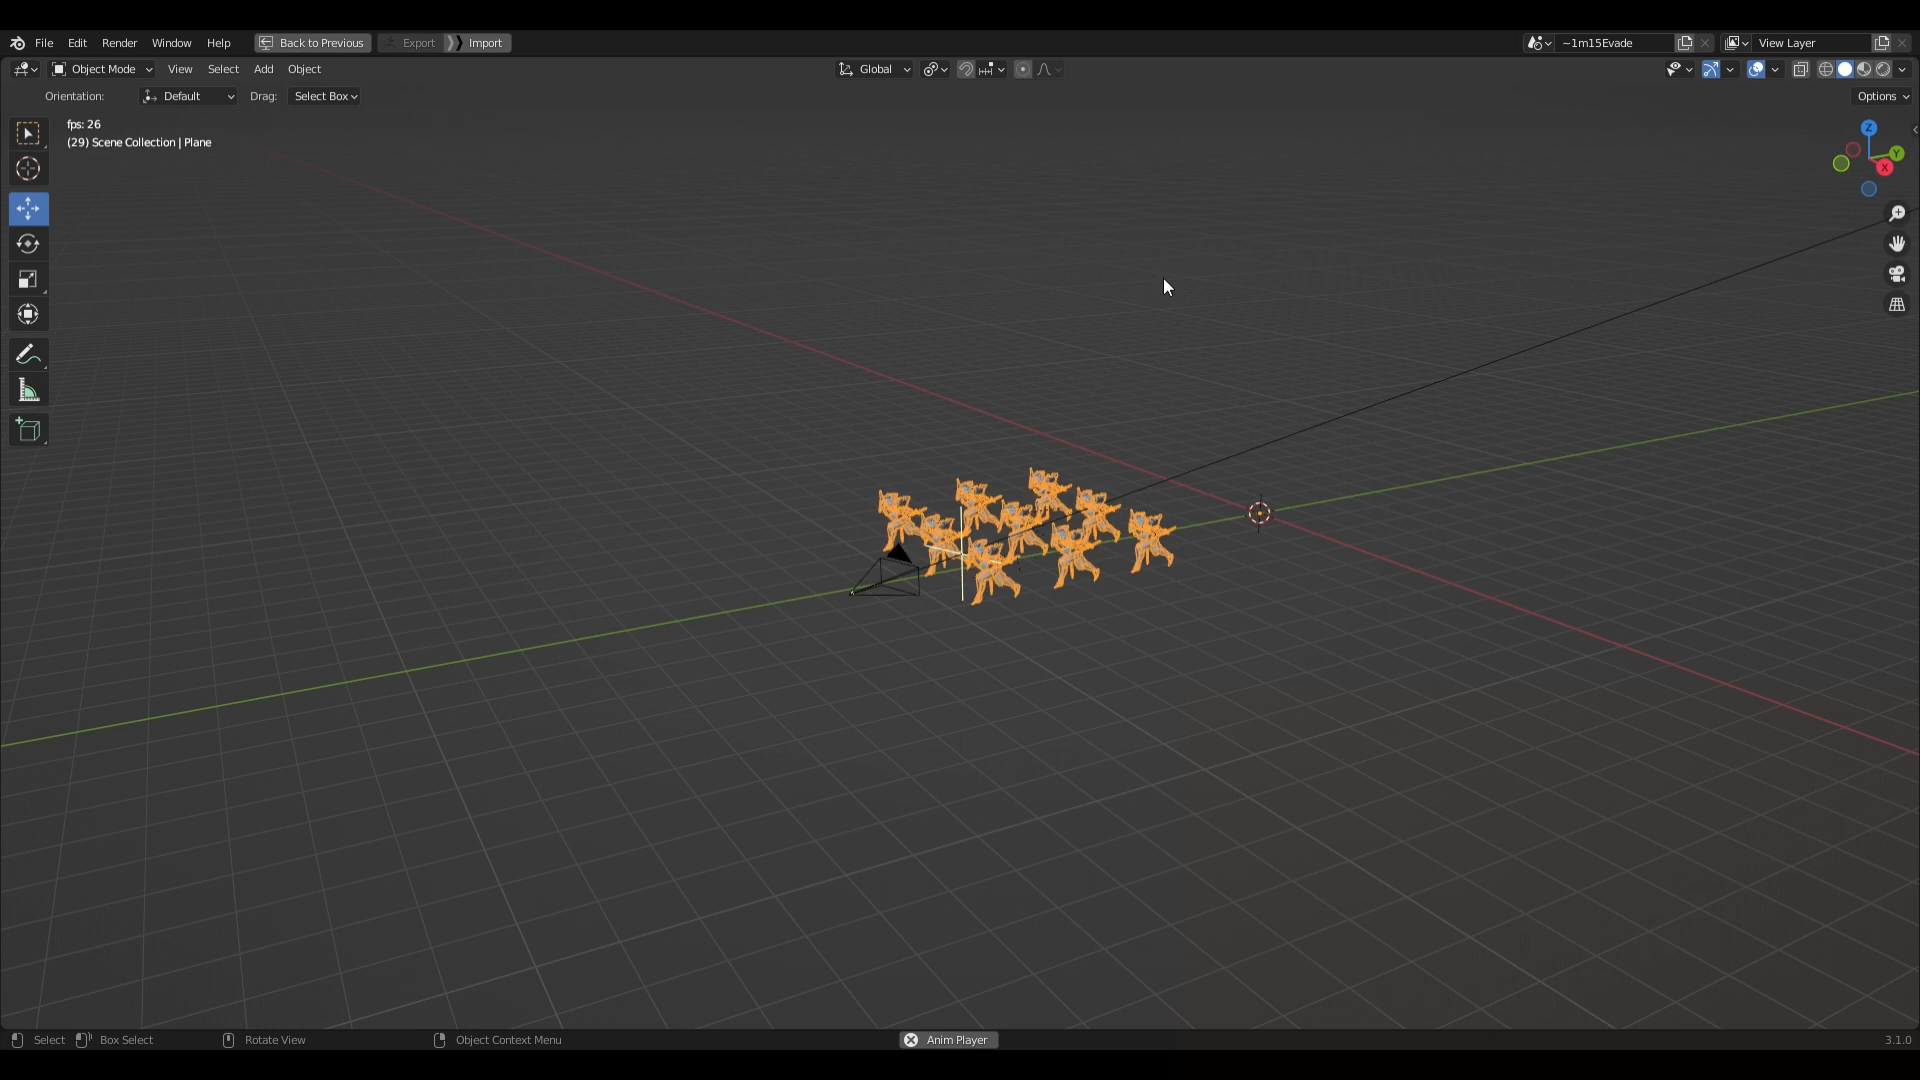 File Edit Render Window Help Back to Previous Export Import ~1m15Evade View Layer
Object Mode View Select Add Object Global
Orientation: Default Drag: Select Box Options
fps: 26
(29) Scene Collection | Plane
Z
Y
X
Select Box Select Rotate View Object Context Menu Anim Player 3.1.0